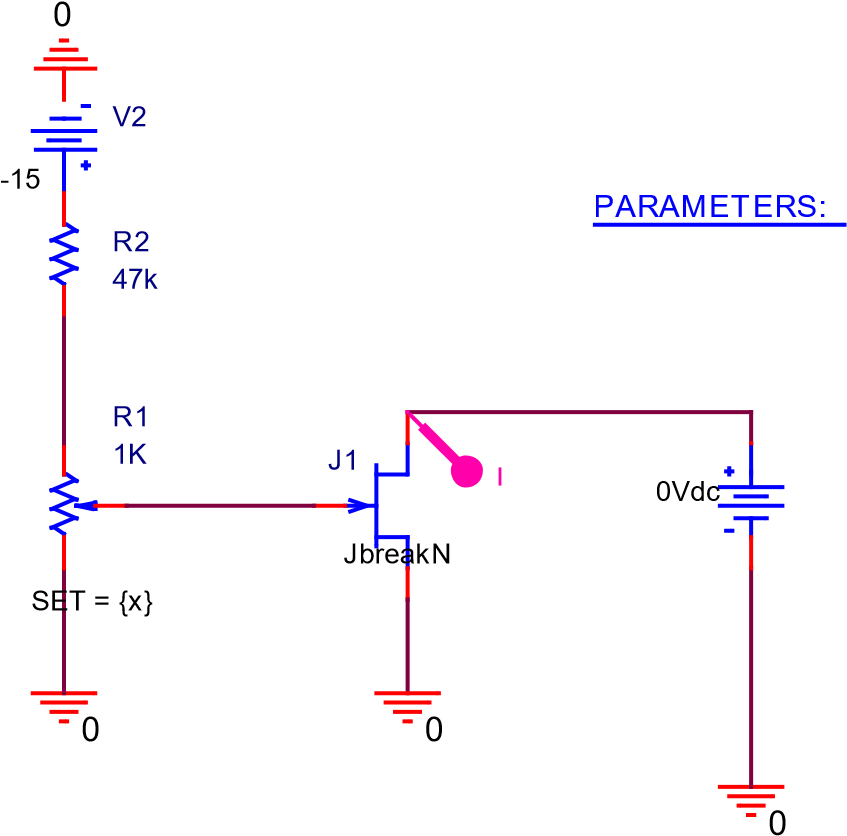 0
-
V2
+
-15
PARAMETERS:
R2
47k
R1
1K
J1
I
+
0Vdc
-
JbreakN
SET = {x}
0
0
0